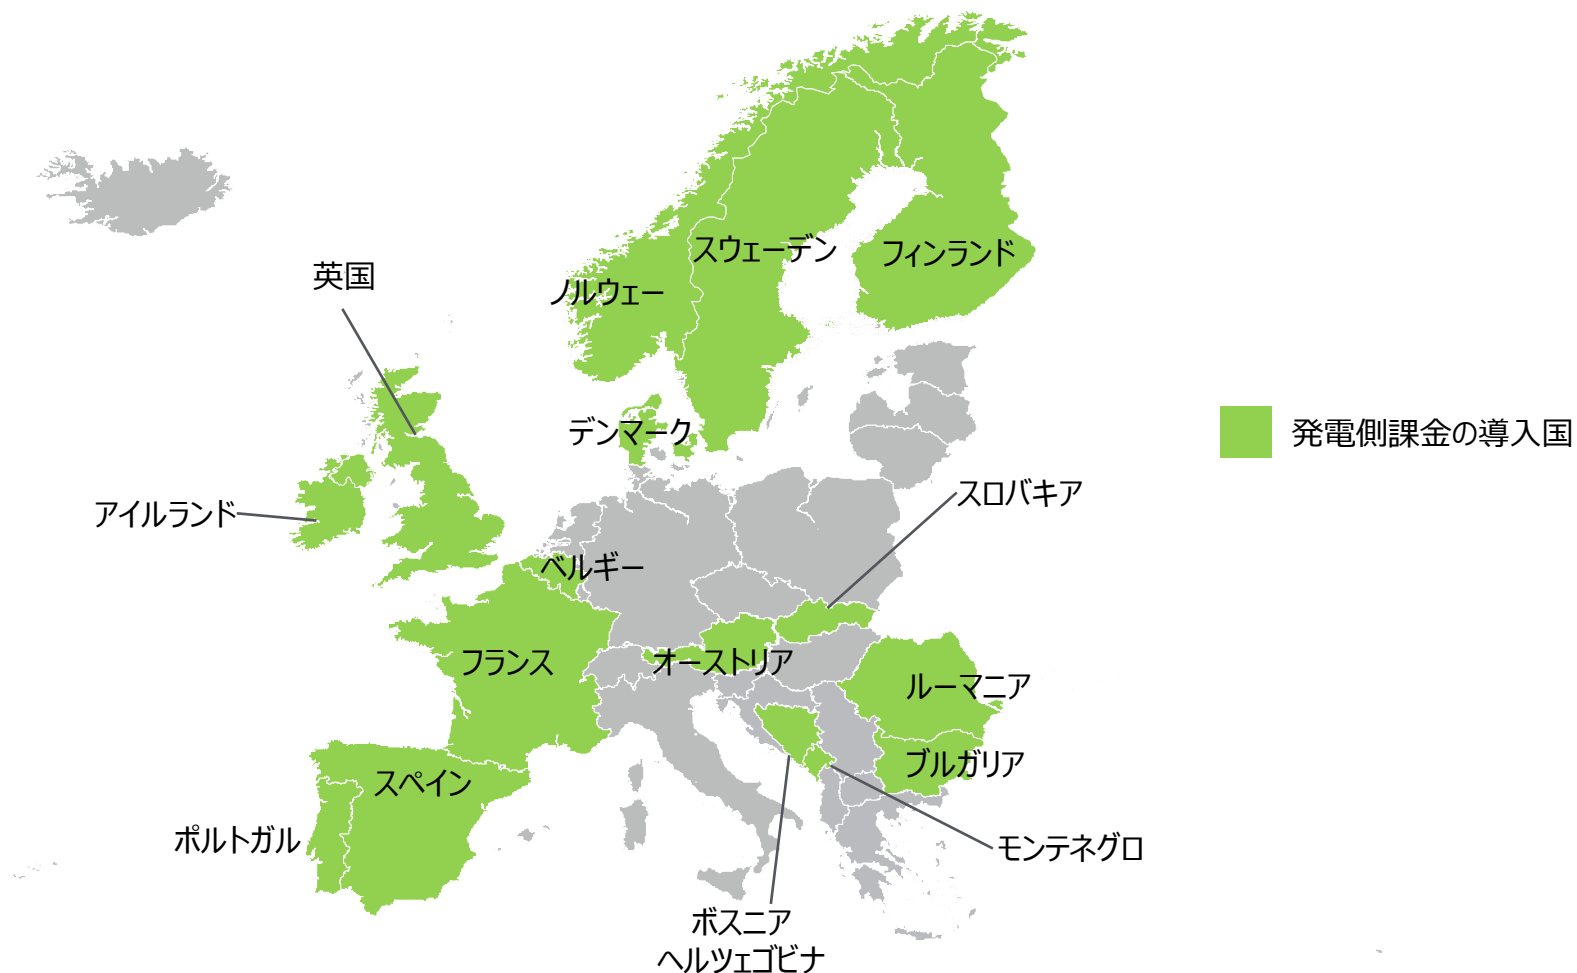 スウェーデン
フィンランド
英国
ノルウェー
デンマーク
発電側課金の導入国
スロバキア
アイルランド
ベルギー
フランス
オーストリア
ルーマニア
ブルガリア
スペイン
ポルトガル
モンテネグロ
ボスニア
ヘルツェゴビナ